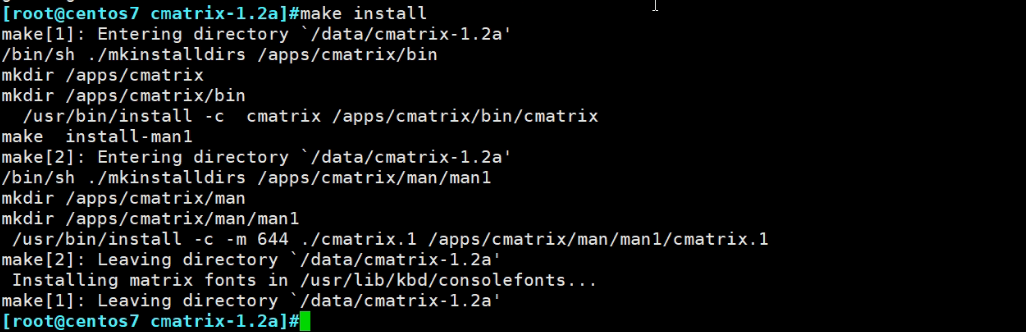 [root@centos7 cmatrix-1.2a]#make install
make[1]: Entering directory `/data/cmatrix-1.2a'
/bin/sh ./mkinstalldirs /apps/cmatrix/bin
mkdir /apps/cmatrix
mkdir /apps/cmatrix/bin
  /usr/bin/install -c  cmatrix /apps/cmatrix/bin/cmatrix
make  install-man1
make[2]: Entering directory `/data/cmatrix-1.2a'
/bin/sh ./mkinstalldirs /apps/cmatrix/man/man1
mkdir /apps/cmatrix/man
mkdir /apps/cmatrix/man/man1
 /usr/bin/install -c -m 644 ./cmatrix.1 /apps/cmatrix/man/man1/cmatrix.1
make[2]: Leaving directory `/data/cmatrix-1.2a'
 Installing matrix fonts in /usr/lib/kbd/consolefonts...
make[1]: Leaving directory `/data/cmatrix-1.2a'
[root@centos7 cmatrix-1.2a]#